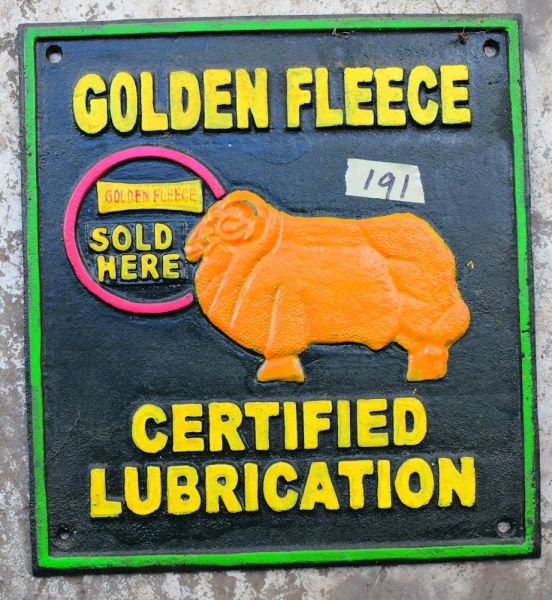 GOLDEN FLEECE
191
GOLDEN FLEECE
SOLD
HERE
CERTIFIED
LUBRICATION